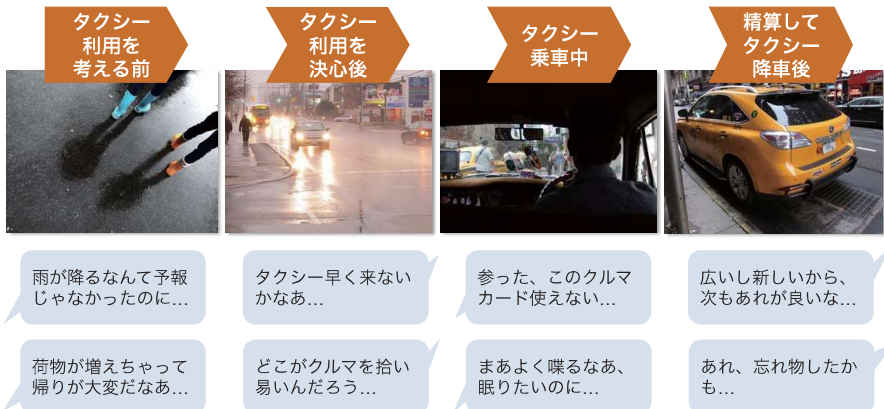 タクシー
利用を
考える前
タクシー
利用を
決心後
タクシー
乗車中
精算して
タクシー
降車後
雨が降るなんて予報
じゃなかったのに…
タクシー早く来ない
かなあ…
参った、このクルマ
カード使えない…
広いし新しいから、
次もあれが良いな…
荷物が増えちゃって
帰りが大変だなあ…
どこがクルマを拾い
易いんだろう…
まあよく喋るなあ、
眠りたいのに…
あれ、忘れ物したか
も…